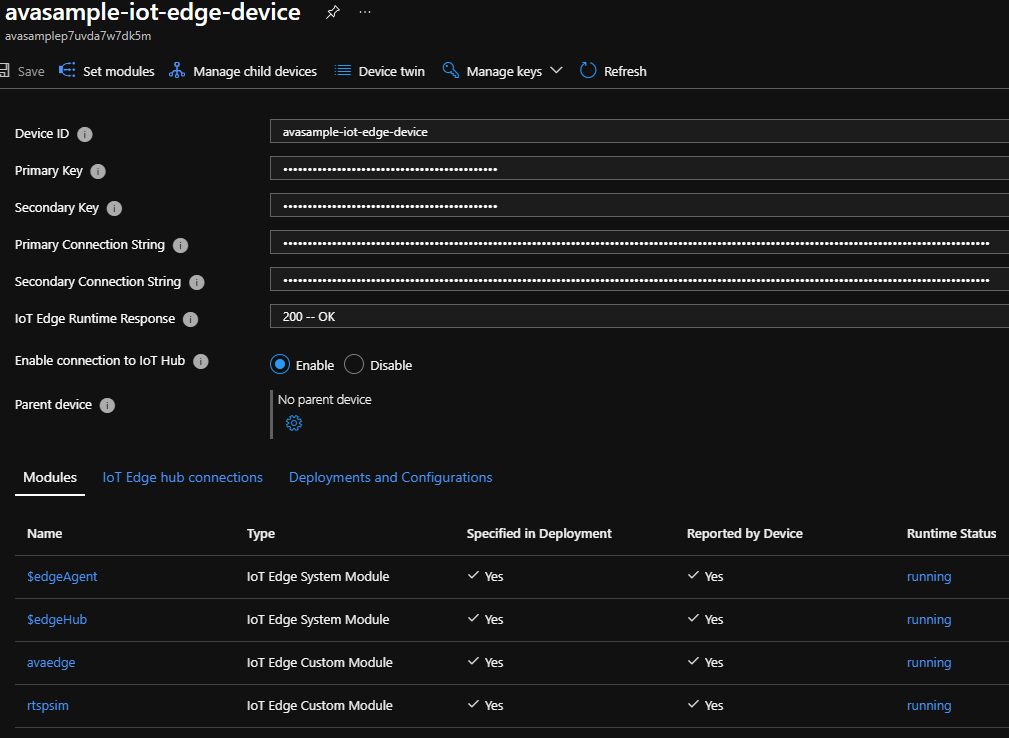 avasample-iot-edge-device
avasamplep7uvda7w7dk5m
Save Set modules Manage child devices Device twin Manage keys Refresh
Device ID avasample-iot-edge-device
Primary Key
Secondary Key
Primary Connection String
Secondary Connection String
IoT Edge Runtime Response 200 -- OK
Enable connection to IoT Hub Enable Disable
Parent device No parent device
Modules IoT Edge hub connections Deployments and Configurations
Name Type Specified in Deployment Reported by Device Runtime Status
$edgeAgent IoT Edge System Module Yes Yes running
$edgeHub IoT Edge System Module Yes Yes running
avaedge IoT Edge Custom Module Yes Yes running
rtspsim IoT Edge Custom Module Yes Yes running